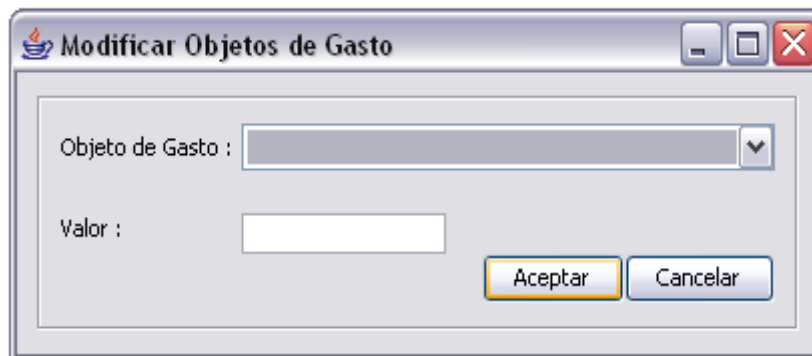 Modificar Objetos de Gasto
Objeto de Gasto :
Valor :
Aceptar Cancelar